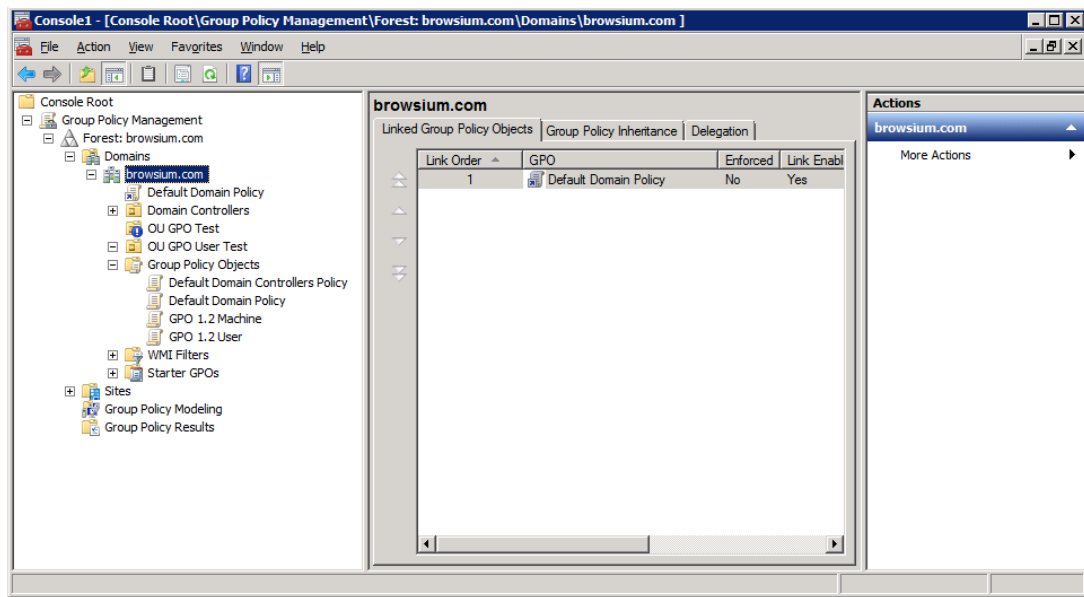 Console1 - [Console Root\Group Policy Management\Forest: browsium.com\Domains\browsium.com ]
File Action View Favorites Window Help
Console Root
Group Policy Management
Forest: browsium.com
Domains
browsium.com
Default Domain Policy
Domain Controllers
OU GPO Test
OU GPO User Test
Group Policy Objects
Default Domain Controllers Policy
Default Domain Policy
GPO 1.2 Machine
GPO 1.2 User
WMI Filters
Starter GPOs
Sites
Group Policy Modeling
Group Policy Results
browsium.com
Linked Group Policy Objects Group Policy Inheritance Delegation
Link Order GPO Enforced Link Enabl
1 Default Domain Policy No Yes
Actions
browsium.com
More Actions